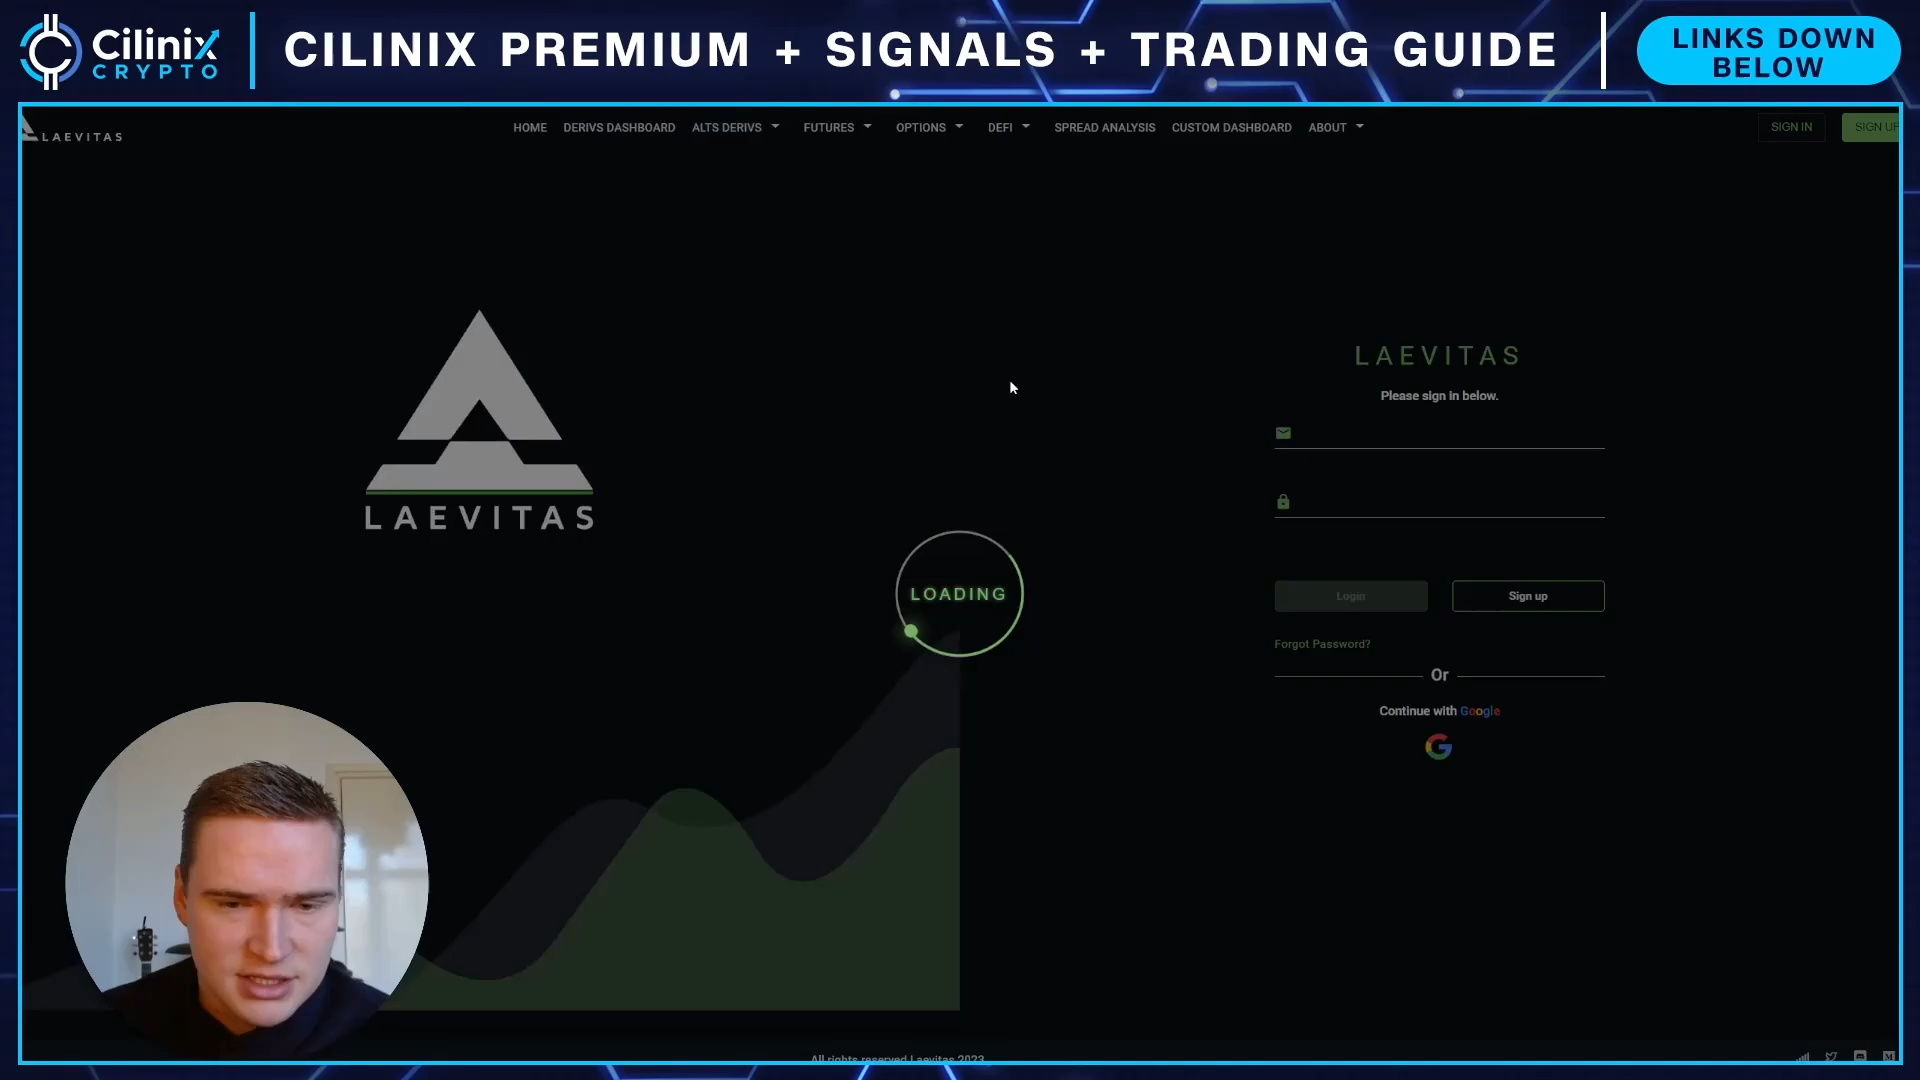 Cilinix
CRYPTO
CILINIX PREMIUM + SIGNALS + TRADING GUIDE
LINKS DOWN
BELOW
LAEVITAS
HOME DERIVS DASHBOARD ALTS DERIVS FUTURES OPTIONS DEFI SPREAD ANALYSIS CUSTOM DASHBOARD ABOUT
SIGN IN
SIGN UP
LAEVITAS
LOADING
LAEVITAS
Please sign in below.
Login
Sign up
Forgot Password?
Or
Continue with Google
All rights reserved Laevitas 2023